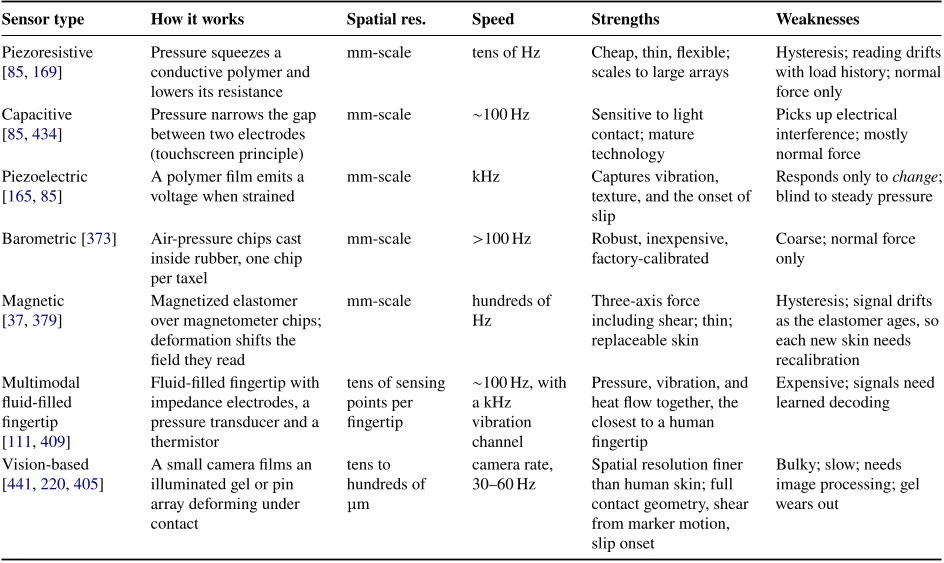 Sensor type How it works Spatial res. Speed Strengths Weaknesses
Piezoresistive Pressure squeezes a mm-scale tens of Hz Cheap, thin, flexible; Hysteresis; reading drifts
[85, 169] conductive polymer and scales to large arrays with load history; normal
lowers its resistance force only
Capacitive Pressure narrows the gap mm-scale ∼100 Hz Sensitive to light Picks up electrical
[85, 434] between two electrodes contact; mature interference; mostly
(touchscreen principle) technology normal force
Piezoelectric A polymer film emits a mm-scale kHz Captures vibration, Responds only to change;
[165, 85] voltage when strained texture, and the onset of blind to steady pressure
slip
Barometric [373] Air-pressure chips cast mm-scale >100 Hz Robust, inexpensive, Coarse; normal force
inside rubber, one chip factory-calibrated only
per taxel
Magnetic Magnetized elastomer mm-scale hundreds of Three-axis force Hysteresis; signal drifts
[37, 379] over magnetometer chips; Hz including shear; thin; as the elastomer ages, so
deformation shifts the replaceable skin each new skin needs
field they read recalibration
Multimodal Fluid-filled fingertip with tens of sensing ∼100 Hz, with Pressure, vibration, and Expensive; signals need
fluid-filled impedance electrodes, a points per a kHz heat flow together, the learned decoding
fingertip pressure transducer and a fingertip vibration closest to a human
[111, 409] thermistor channel fingertip
Vision-based A small camera films an tens to camera rate, Spatial resolution finer Bulky; slow; needs
[441, 220, 405] illuminated gel or pin hundreds of 30–60 Hz than human skin; full image processing; gel
array deforming under µm contact geometry, shear wears out
contact from marker motion,
slip onset